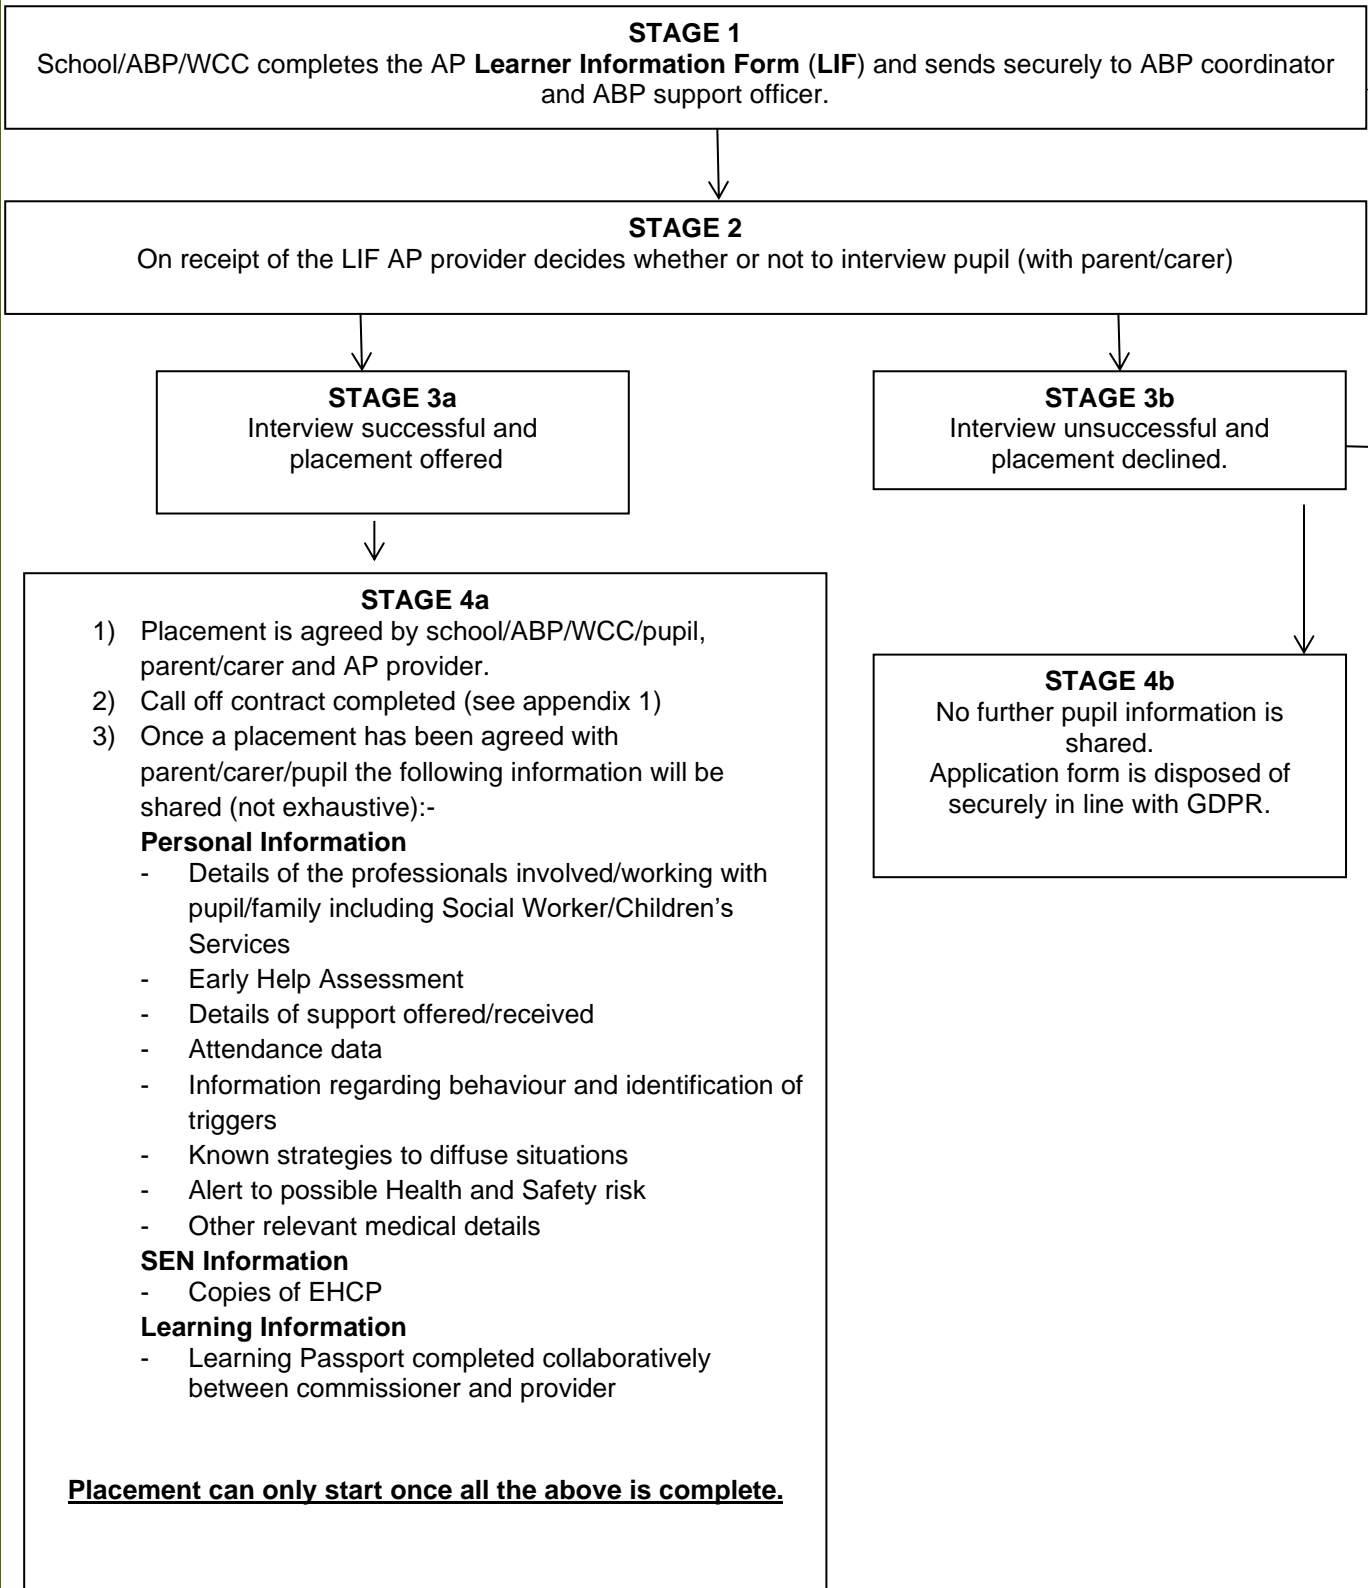 STAGE 1
School/ABP/WCC completes the AP Learner Information Form (LIF) and sends securely to ABP coordinator
and ABP support officer.
STAGE 2
On receipt of the LIF AP provider decides whether or not to interview pupil (with parent/carer)
STAGE 3a
Interview successful and
placement offered
STAGE 3b
Interview unsuccessful and
placement declined.
STAGE 4a
1) Placement is agreed by school/ABP/WCC/pupil,
parent/carer and AP provider.
2) Call off contract completed (see appendix 1)
3) Once a placement has been agreed with
parent/carer/pupil the following information will be
shared (not exhaustive):-
Personal Information
- Details of the professionals involved/working with
pupil/family including Social Worker/Children’s
Services
- Early Help Assessment
- Details of support offered/received
- Attendance data
- Information regarding behaviour and identification of
triggers
- Known strategies to diffuse situations
- Alert to possible Health and Safety risk
- Other relevant medical details
SEN Information
- Copies of EHCP
Learning Information
- Learning Passport completed collaboratively
between commissioner and provider
Placement can only start once all the above is complete.
STAGE 4b
No further pupil information is
shared.
Application form is disposed of
securely in line with GDPR.